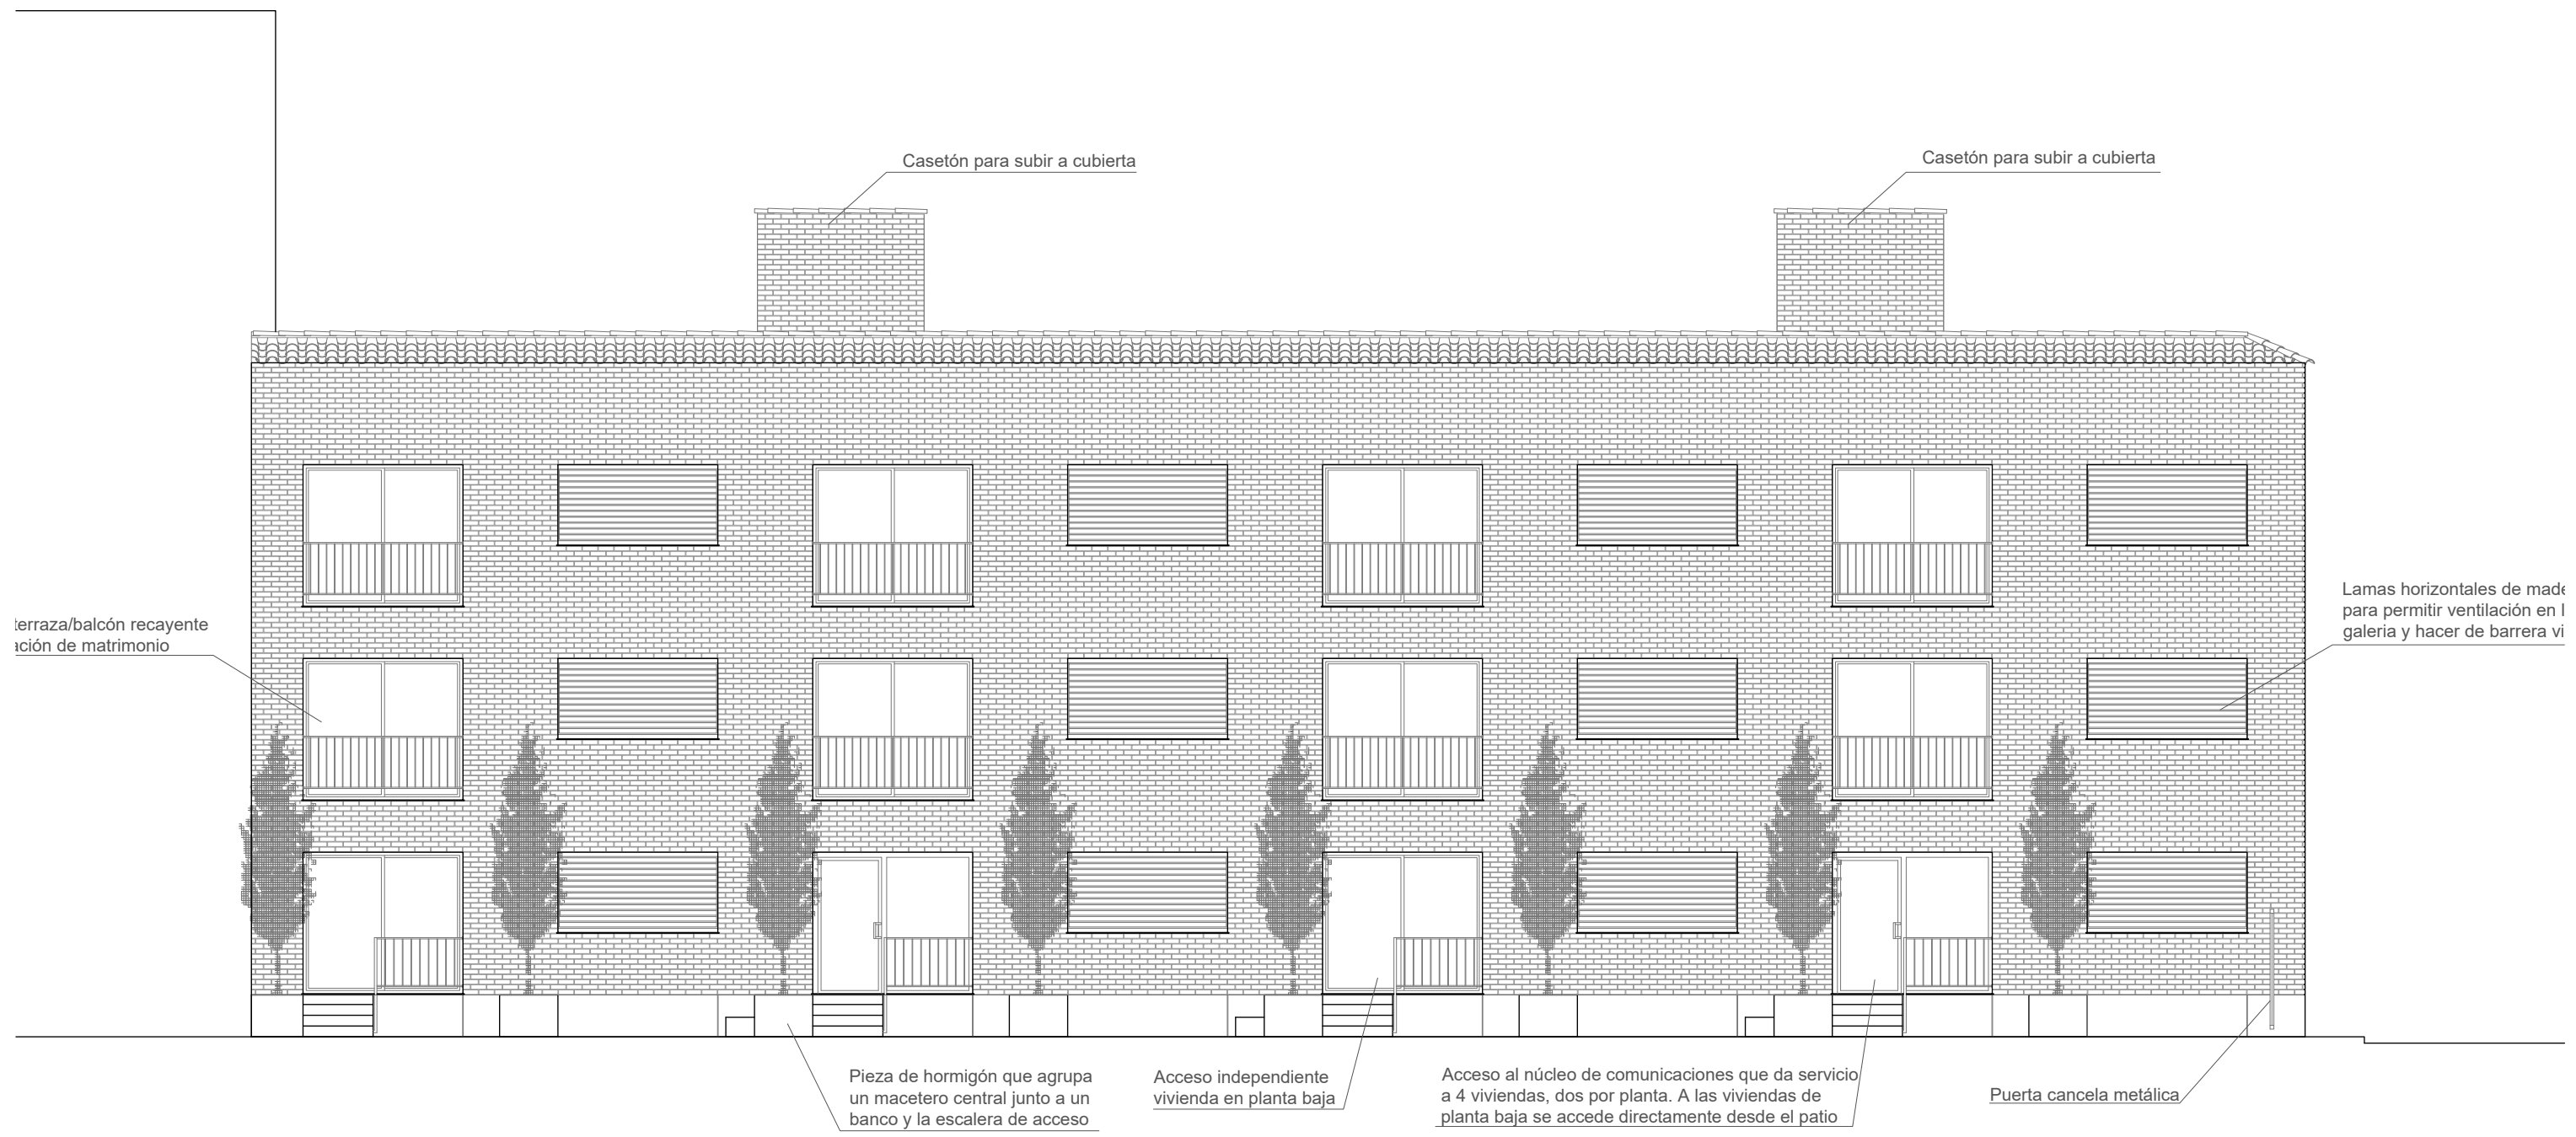 Casetón para subir a cubierta
Casetón para subir a cubierta
terraza/balcón recayente
ación de matrimonio
Lamas horizontales de made
para permitir ventilación en l
galeria y hacer de barrera vi
Pieza de hormigón que agrupa
un macetero central junto a un
banco y la escalera de acceso
Acceso independiente
vivienda en planta baja
Acceso al núcleo de comunicaciones que da servicio
a 4 viviendas, dos por planta. A las viviendas de
planta baja se accede directamente desde el patio
Puerta cancela metálica